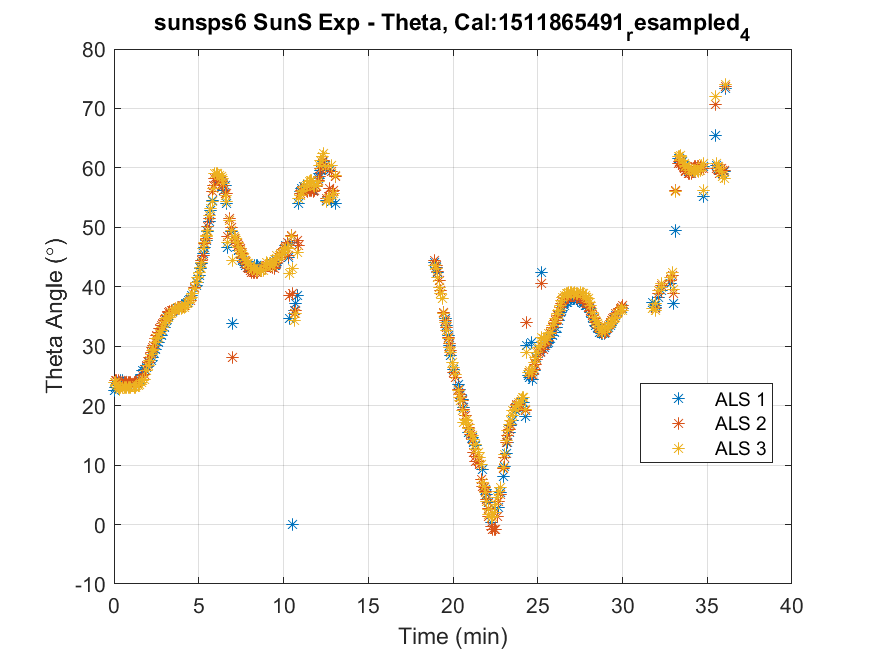 sunsps6 SunS Exp - Theta, Cal:1511865491resampled4
80
70
60
50
40
30
20
10
0
-10
Theta Angle (°)
ALS 1
ALS 2
ALS 3
0 5 10 15 20 25 30 35 40
Time (min)